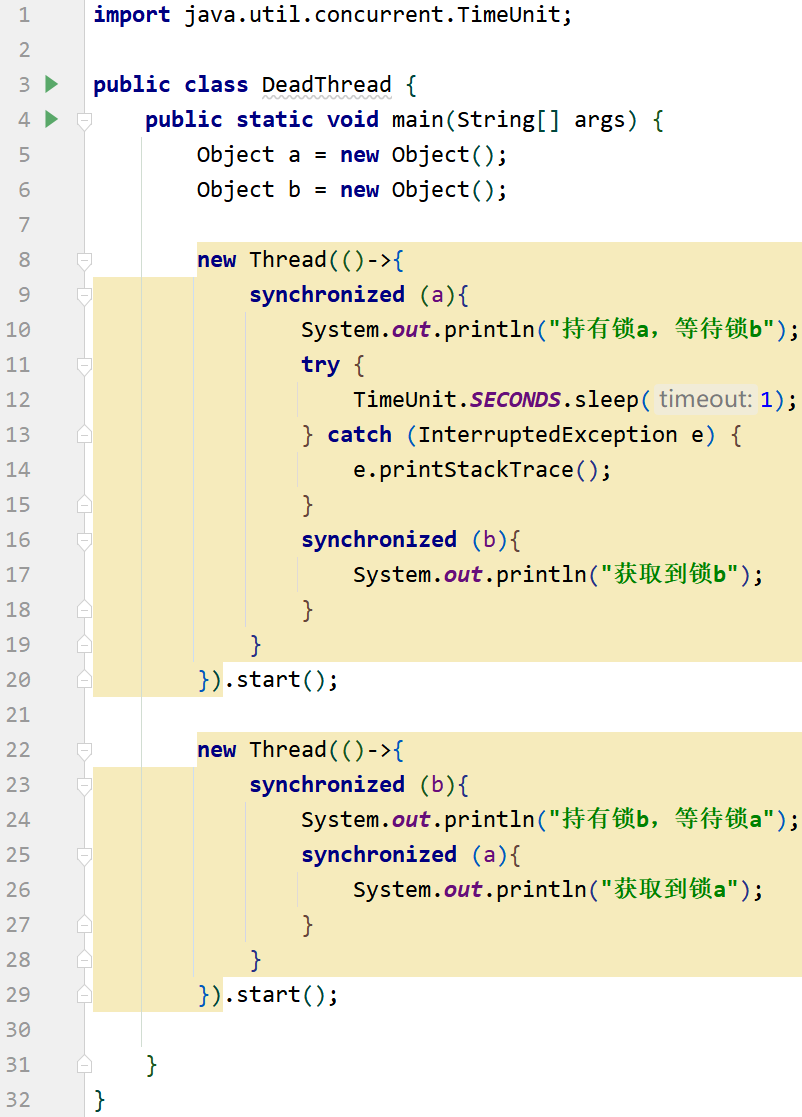 1 import java.util.concurrent.TimeUnit;
2
3 public class DeadThread {
4     public static void main(String[] args) {
5         Object a = new Object();
6         Object b = new Object();
7
8         new Thread(()->{
9             synchronized (a){
10                 System.out.println("持有锁a，等待锁b");
11                 try {
12                     TimeUnit.SECONDS.sleep( timeout: 1);
13                 } catch (InterruptedException e) {
14                     e.printStackTrace();
15                 }
16                 synchronized (b){
17                     System.out.println("获取到锁b");
18                 }
19             }
20         }).start();
21
22         new Thread(()->{
23             synchronized (b){
24                 System.out.println("持有锁b，等待锁a");
25                 synchronized (a){
26                     System.out.println("获取到锁a");
27                 }
28             }
29         }).start();
30
31     }
32 }